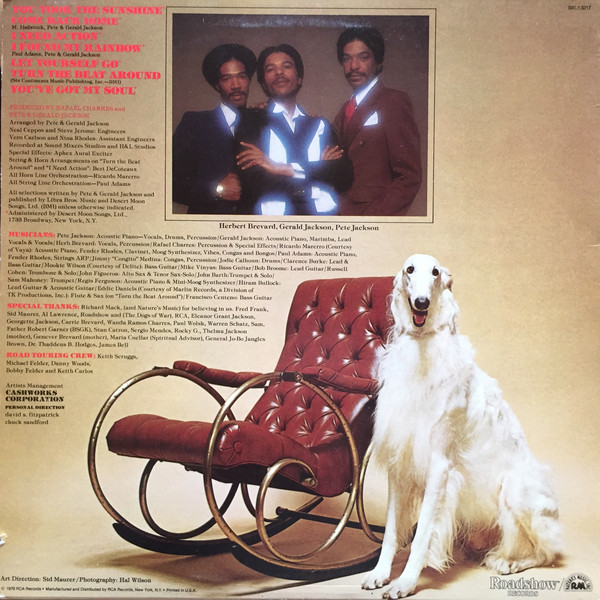 BXL1-3217
YOU TOOK THE SUNSHINE
COME BACK HOME*
M. Hallstock, Pete & Gerald Jackson
I NEED ACTION*
I FOUND MY RAINBOW*
Paul Adams, Pete & Gerald Jackson
LET YOURSELF GO*
TURN THE BEAT AROUND
(Six Continents Music Publishing, Inc.—BMI)
YOU'VE GOT MY SOUL*
PRODUCED BY RAFAEL CHARRES and
PETE & GERALD JACKSON
Arranged by Pete & Gerald Jackson
Neal Ceppos and Steve Jerome: Engineers
Vern Carlson and Nina Rhodes: Assistant Engineers
Recorded at Sound Mixers Studios and H&L Studios
Special Effects: Aphex Aural Exciter
String & Horn Arrangements on "Turn the Beat
Around" and "I Need Action": Bert DeCoteaux
All Horn Line Orchestration—Ricardo Marrero
All String Line Orchestration—Paul Adams
All selections written by Pete & Gerald Jackson and
published by Libra Bros. Music and Desert Moon
Songs, Ltd. (BMI) unless otherwise indicated.
*Administered by Desert Moon Songs, Ltd.,
1733 Broadway, New York, N.Y.
Herbert Brevard, Gerald Jackson, Pete Jackson
MUSICIANS: Pete Jackson: Acoustic Piano—Vocals, Drums, Percussion/Gerald Jackson: Acoustic Piano, Marimba, Lead
Vocals & Vocals/Herb Brevard: Vocals, Percussion/Rafael Charres: Percussion & Special Effects/Ricardo Marrero (Courtesy
of Vaya): Acoustic Piano, Fender Rhodes, Clavinet, Moog Synthesizer, Vibes, Congas and Bongos/Paul Adams: Acoustic Piano,
Fender Rhodes, Strings ARP/Jimmy "Conguito" Medina: Congas, Percussion/Jaffa Calhoun: Drums/Clarence Burke: Lead &
Bass Guitar/Mookie Wilson (Courtesy of Delite): Bass Guitar/Mike Vinyan: Bass Guitar/Bob Broome: Lead Guitar/Russell
Cohen: Trombone & Solo/John Figueroa: Alto Sax & Tenor Sax-Solo/John Barth: Trumpet & Solo/
Sam Mahoney: Trumpet/Regis Ferguson: Acoustic Piano & Mini-Moog Synthesizer/Hiram Bullock:
Lead Guitar & Acoustic Guitar/Eddie Daniels (Courtesy of Marlin Records, a Division of
TK Productions, Inc.): Flute & Sax (on "Turn the Beat Around")/Francisco Centeno: Bass Guitar
SPECIAL THANKS: Richard Mack, (and Nature's Music) for believing in us. Fred Frank,
Sid Maurer, Al Lawrence, Roadshow (The Dogs of War), RCA, Eleanor Grant Jackson,
Georgette Jackson, Carrie Brevard, Wanda Ramos Charres, Paul Wolsk, Warren Schatz, Sam,
Father Robert Garner (BSGK), Stan Catron, Sergio Mendes, Rocky G., Thelma Jackson
(mother), Genever Brevard (mother), Maria Cuellar (Spiritual Advisor), General Jo-Bo Jangles
Brown, Dr. Thaddeus B. Hodges, James Bell
ROAD TOURING CREW: Keith Scruggs,
Michael Felder, Danny Woods,
Bobby Felder and Keith Carlos
Artists Management
CASHWORKS
CORPORATION
PERSONAL DIRECTION
david s. fitzpatrick
chuck sandford
Art Direction: Sid Maurer/Photography: Hal Wilson
© 1979 RCA Records • Manufactured and Distributed by RCA Records, New York, N.Y. • Printed in U.S.A.
Roadshow
RECORDS